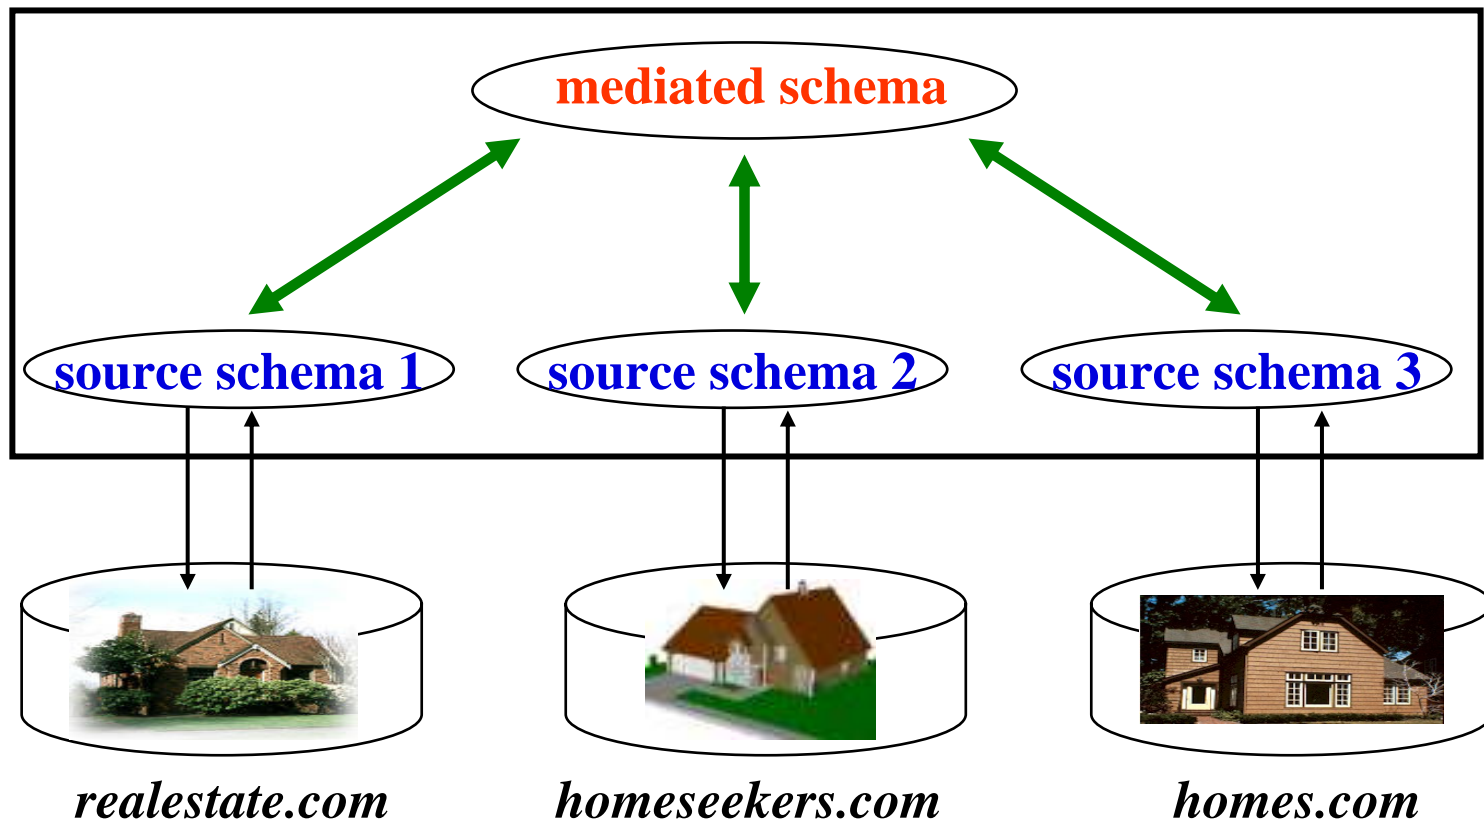 mediated schema
source schema 1
source schema 2
source schema 3
realestate.com
homeseekers.com
homes.com